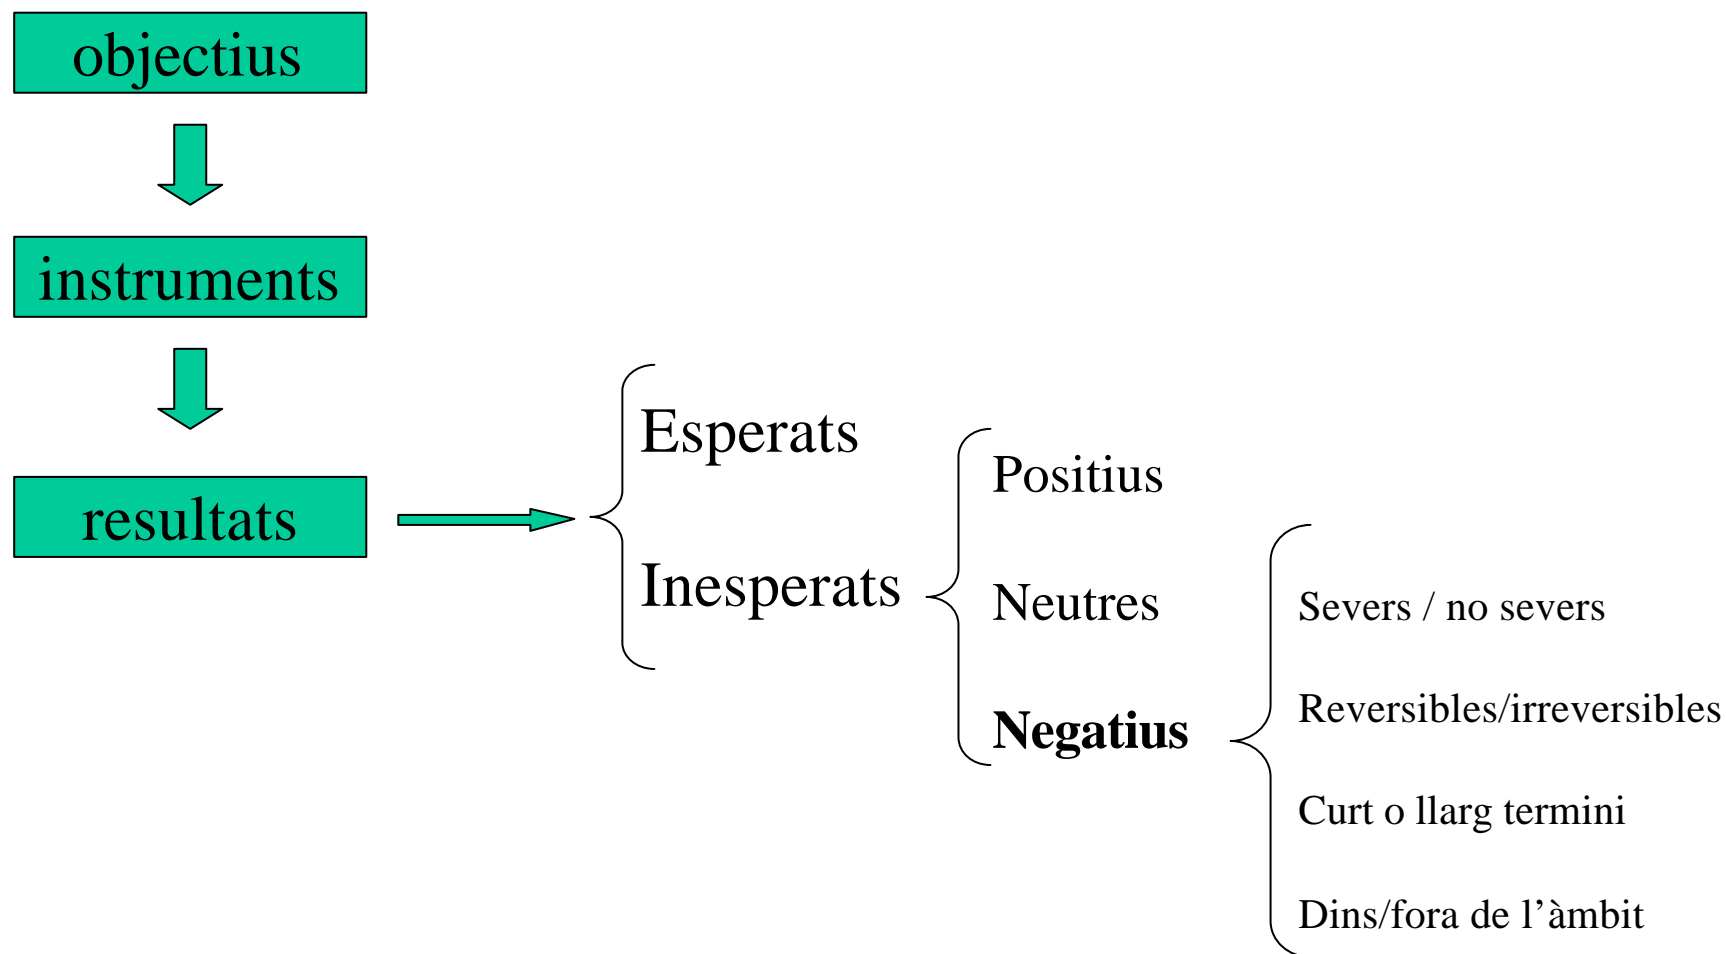 objectius
instruments
resultats
Esperats
Inesperats
Positius
Neutres
Negatius
Severs / no severs
Reversibles/irreversibles
Curt o llarg termini
Dins/fora de l’àmbit